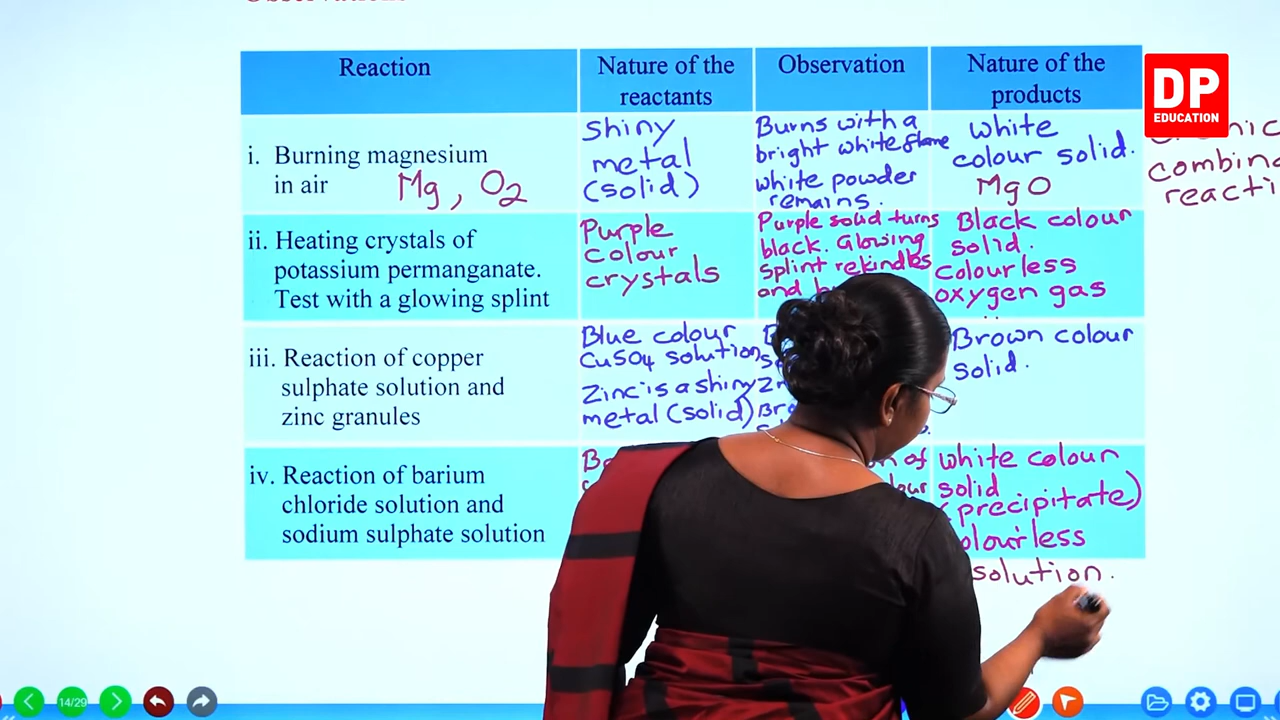 Reaction
Nature of the
reactants
Observation
Nature of the
products
DP
EDUCATION
i. Burning magnesium
in air
Mg, O2
shiny
metal
(solid)
Burns with a
bright white flame
white powder
remains.
white
colour solid.
MgO
ii. Heating crystals of
potassium permanganate.
Test with a glowing splint
Purple
colour
crystals
Purple solid turns
black. Glowing
splint rekindles
and
Black colour
solid.
colourless
oxygen gas
iii. Reaction of copper
sulphate solution and
zinc granules
Blue colour
CuSO4 solution
Zinc is a shiny
metal (solid)
Brown colour
solid.
iv. Reaction of barium
chloride solution and
sodium sulphate solution
of
white colour
solid
(precipitate)
solution.
14/29